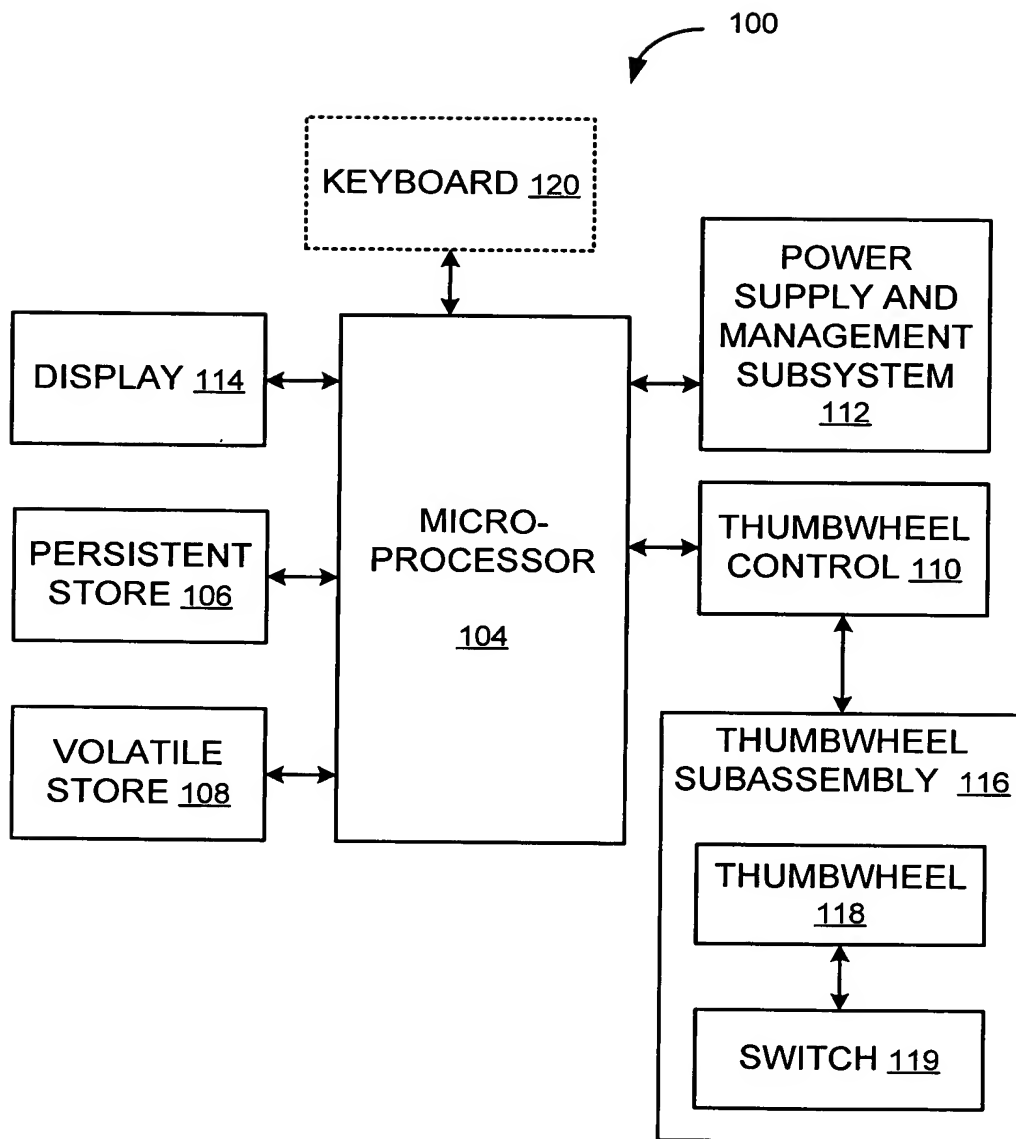 100
KEYBOARD 120
POWER
SUPPLY AND
MANAGEMENT
SUBSYSTEM
112
DISPLAY 114
MICRO-
PROCESSOR
104
THUMBWHEEL
CONTROL 110
PERSISTENT
STORE 106
VOLATILE
STORE 108
THUMBWHEEL
SUBASSEMBLY 116
THUMBWHEEL
118
SWITCH 119